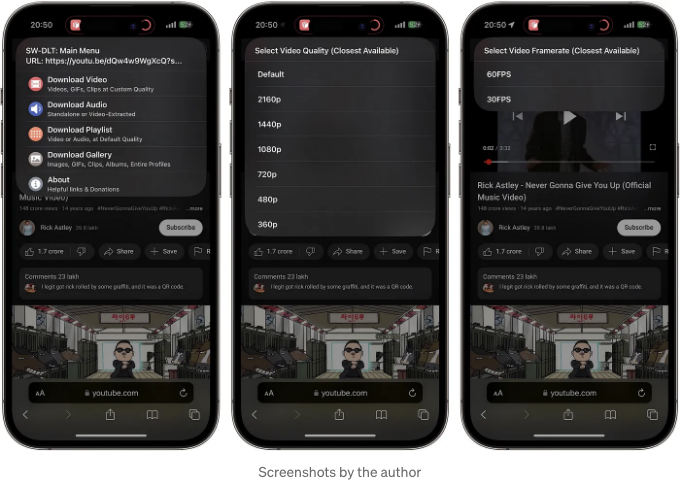 20:50
SW-DLT: Main Menu
URL: https://youtu.be/dQw4w9WgXcQ?s...
Download Video
Videos, GIFs, Clips at Custom Quality
Download Audio
Standalone or Video-Extracted
Download Playlist
Video or Audio, at Default Quality
Download Gallery
Images, GIFs, Clips, Albums, Entire Profiles
About
Helpful links & Donations
Music Video)
148 crore views · 14 years ago #NeverGonnaGiveYouUp #RickA ...more
Rick Astley 39.8 lakh
Subscribe
1.7 crore
Share
Save
R
Comments 23 lakh
I legit got rick rolled by some graffiti, and it was a QR code.
싸이6甲
AA
youtube.com
20:50
Select Video Quality (Closest Available)
Default
2160p
1440p
1080p
720p
480p
360p
1.7 crore
Share
Save
R
Comments 23 lakh
I legit got rick rolled by some graffiti, and it was a QR code.
AA
youtube.com
20:50
Select Video Framerate (Closest Available)
60FPS
30FPS
0:02 / 3:32
Rick Astley - Never Gonna Give You Up (Official
Music Video)
148 crore views · 14 years ago #NeverGonnaGiveYouUp ...more
Rick Astley 39.8 lakh
Subscribe
1.7 crore
Share
Save
R
Comments 23 lakh
I legit got rick rolled by some graffiti, and it was a QR code.
AA
youtube.com
Screenshots by the author